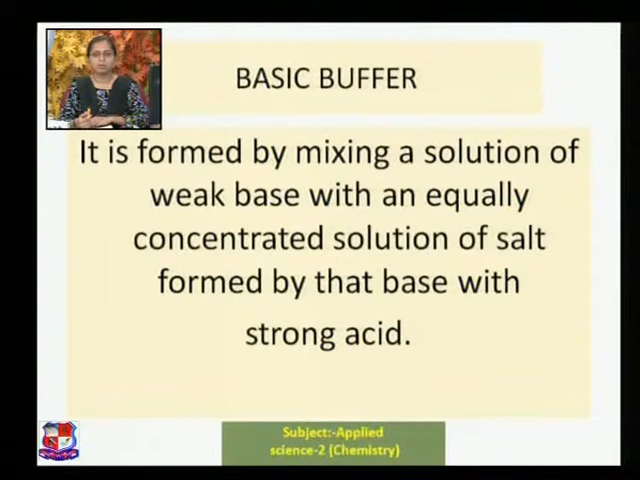 BASIC BUFFER
It is formed by mixing a solution of
weak base with an equally
concentrated solution of salt
formed by that base with
strong acid.
Subject:-Applied
science-2 (Chemistry)